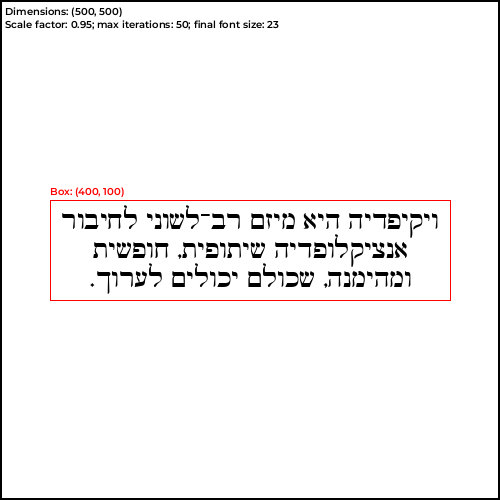 Dimensions: (500, 500)
Scale factor: 0.95; max iterations: 50; final font size: 23
Box: (400, 100)
ויקיפדיה היא מיזם רב־לשוני לחיבור
אנציקלופדיה שיתופית, חופשית
ומהימנה, שכולם יכולים לערוך.